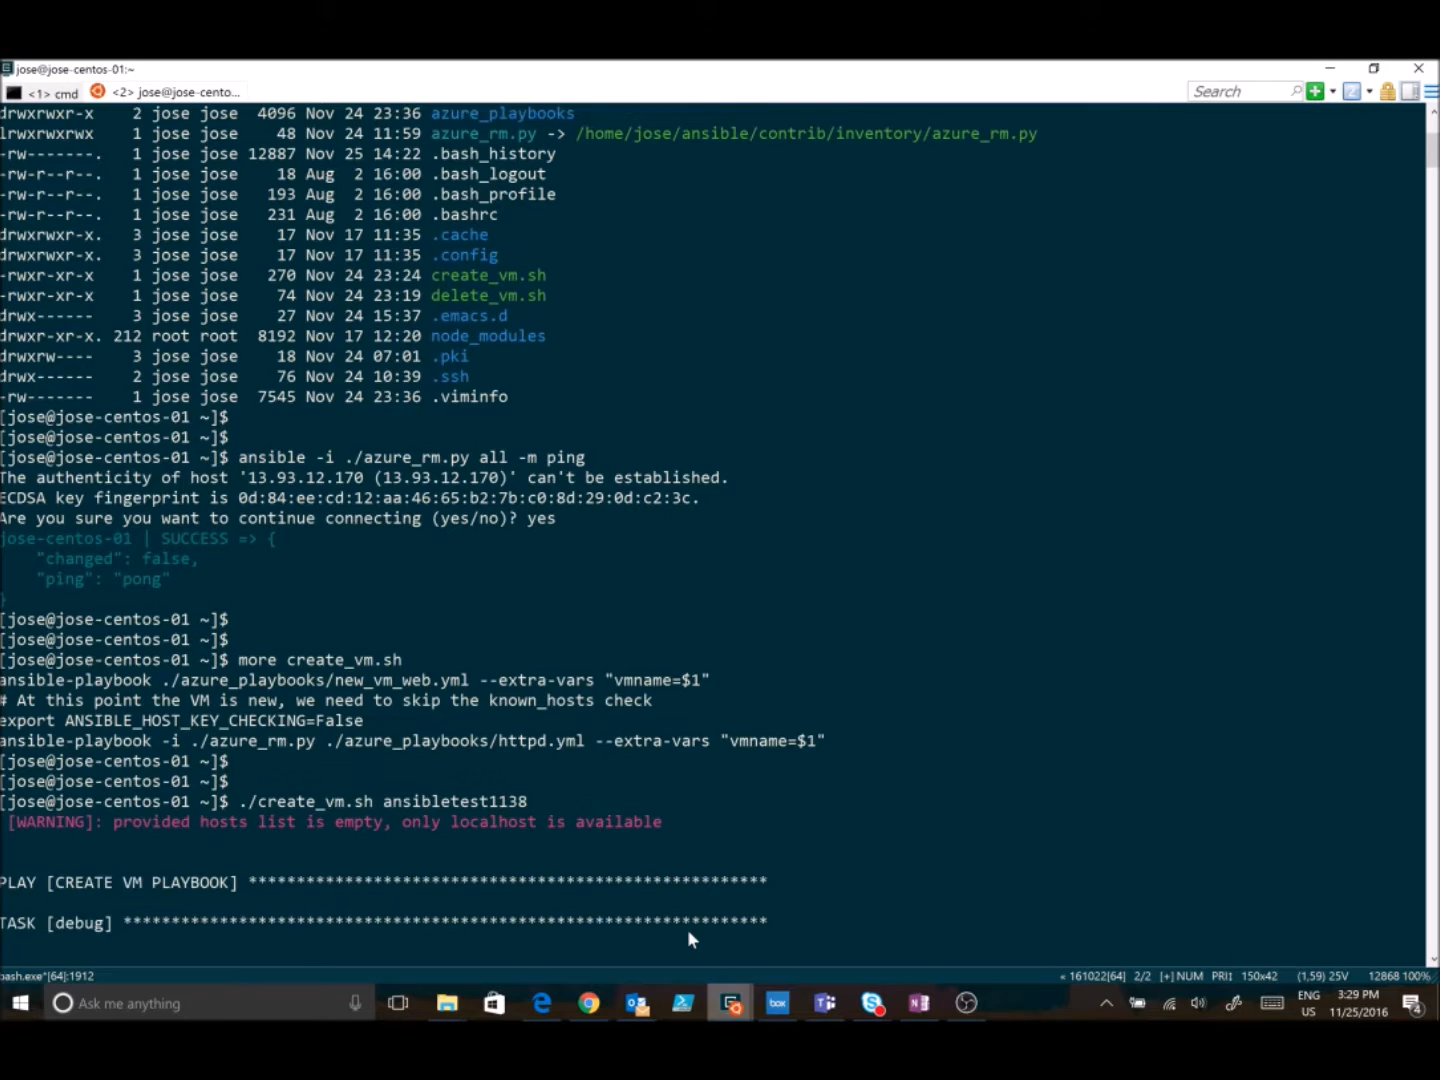 jose@jose-centos-01:~
<1> cmd
<2> jose@jose-cento...
Search
drwxrwxr-x 2 jose jose 4096 Nov 24 23:36 azure_playbooks
lrwxrwxrwx 1 jose jose 48 Nov 24 11:59 azure_rm.py -> /home/jose/ansible/contrib/inventory/azure_rm.py
-rw-------. 1 jose jose 12887 Nov 25 14:22 .bash_history
-rw-r--r--. 1 jose jose 18 Aug 2 16:00 .bash_logout
-rw-r--r--. 1 jose jose 193 Aug 2 16:00 .bash_profile
-rw-r--r--. 1 jose jose 231 Aug 2 16:00 .bashrc
drwxrwxr-x. 3 jose jose 17 Nov 17 11:35 .cache
drwxrwxr-x. 3 jose jose 17 Nov 17 11:35 .config
-rwxr-xr-x 1 jose jose 270 Nov 24 23:24 create_vm.sh
-rwxr-xr-x 1 jose jose 74 Nov 24 23:19 delete_vm.sh
drwx------ 3 jose jose 27 Nov 24 15:37 .emacs.d
drwxr-xr-x. 212 root root 8192 Nov 17 12:20 node_modules
drwxrw---- 3 jose jose 18 Nov 24 07:01 .pki
drwx------ 2 jose jose 76 Nov 24 10:39 .ssh
-rw------- 1 jose jose 7545 Nov 24 23:36 .viminfo
[jose@jose-centos-01 ~]$
[jose@jose-centos-01 ~]$
[jose@jose-centos-01 ~]$ ansible -i ./azure_rm.py all -m ping
The authenticity of host '13.93.12.170 (13.93.12.170)' can't be established.
ECDSA key fingerprint is 0d:84:ee:cd:12:aa:46:65:b2:7b:c0:8d:29:0d:c2:3c.
Are you sure you want to continue connecting (yes/no)? yes
jose-centos-01 | SUCCESS => {
"changed": false,
"ping": "pong"
}
[jose@jose-centos-01 ~]$
[jose@jose-centos-01 ~]$
[jose@jose-centos-01 ~]$ more create_vm.sh
ansible-playbook ./azure_playbooks/new_vm_web.yml --extra-vars "vmname=$1"
# At this point the VM is new, we need to skip the known_hosts check
export ANSIBLE_HOST_KEY_CHECKING=False
ansible-playbook -i ./azure_rm.py ./azure_playbooks/httpd.yml --extra-vars "vmname=$1"
[jose@jose-centos-01 ~]$
[jose@jose-centos-01 ~]$
[jose@jose-centos-01 ~]$ ./create_vm.sh ansibletest1138
[WARNING]: provided hosts list is empty, only localhost is available
PLAY [CREATE VM PLAYBOOK] ******************************************************
TASK [debug] *******************************************************************
bash.exe*[64]:1912
« 161022[64] 2/2 [+] NUM PRI↕ 150x42 (1,59) 25V 12868 100%
Ask me anything
box
ENG
US
3:29 PM
11/25/2016
4